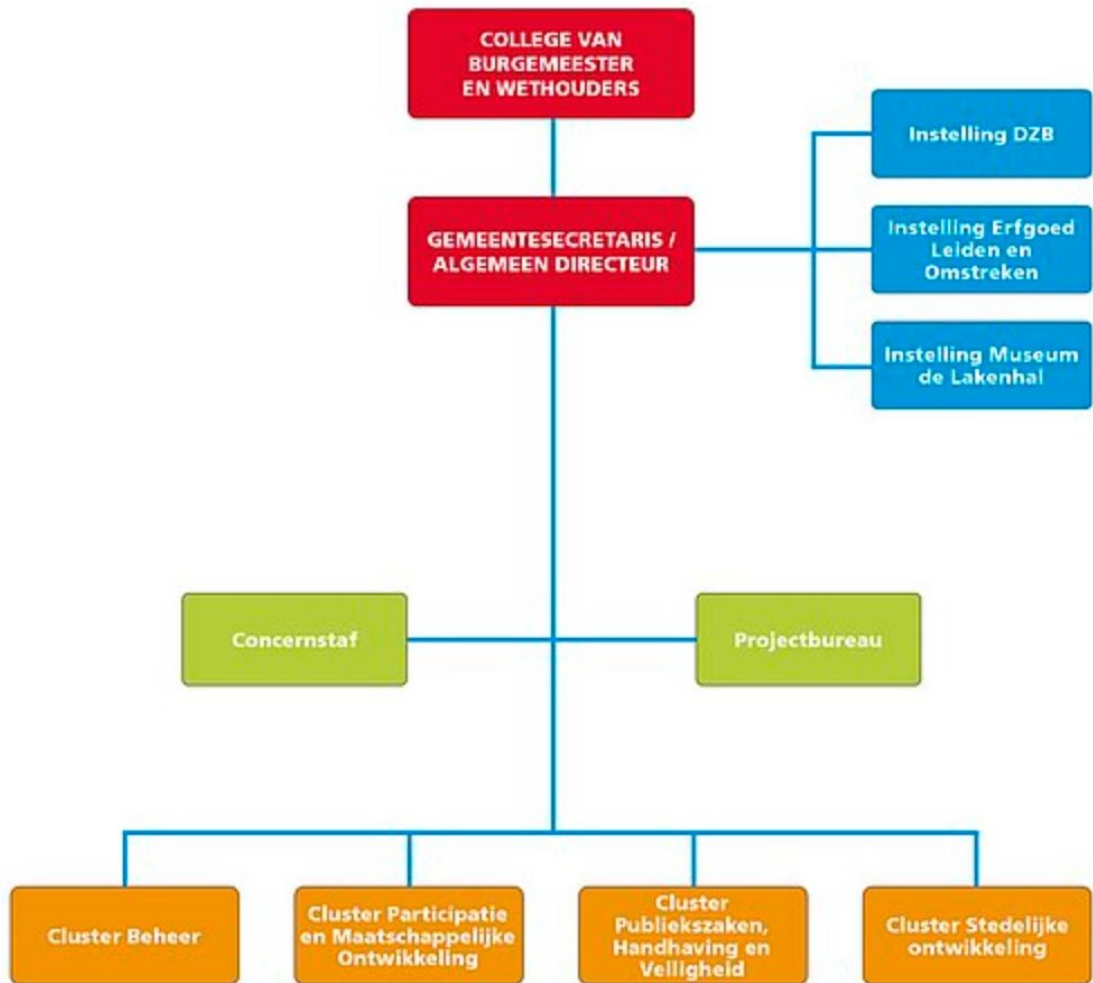 COLLEGE VAN
BURGEMEESTER
EN WETHOUDERS
Instelling DZB
GEMEENTESECRETARIS /
ALGEMEEN DIRECTEUR
Instelling Erfgoed
Leiden en
Omstreken
Instelling Museum
de Lakenhal
Concernstaf
Projectbureau
Cluster Beheer
Cluster Participatie
en Maatschappelijke
Ontwikkeling
Cluster
Publiekszaken,
Handhaving en
Veiligheid
Cluster Stedelijke
ontwikkeling